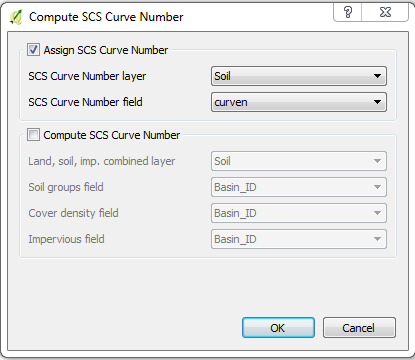 Compute SCS Curve Number
Assign SCS Curve Number
SCS Curve Number layer Soil
SCS Curve Number field curven
Compute SCS Curve Number
Land, soil, imp. combined layer Soil
Soil groups field Basin_ID
Cover density field Basin_ID
Impervious field Basin_ID
OK Cancel